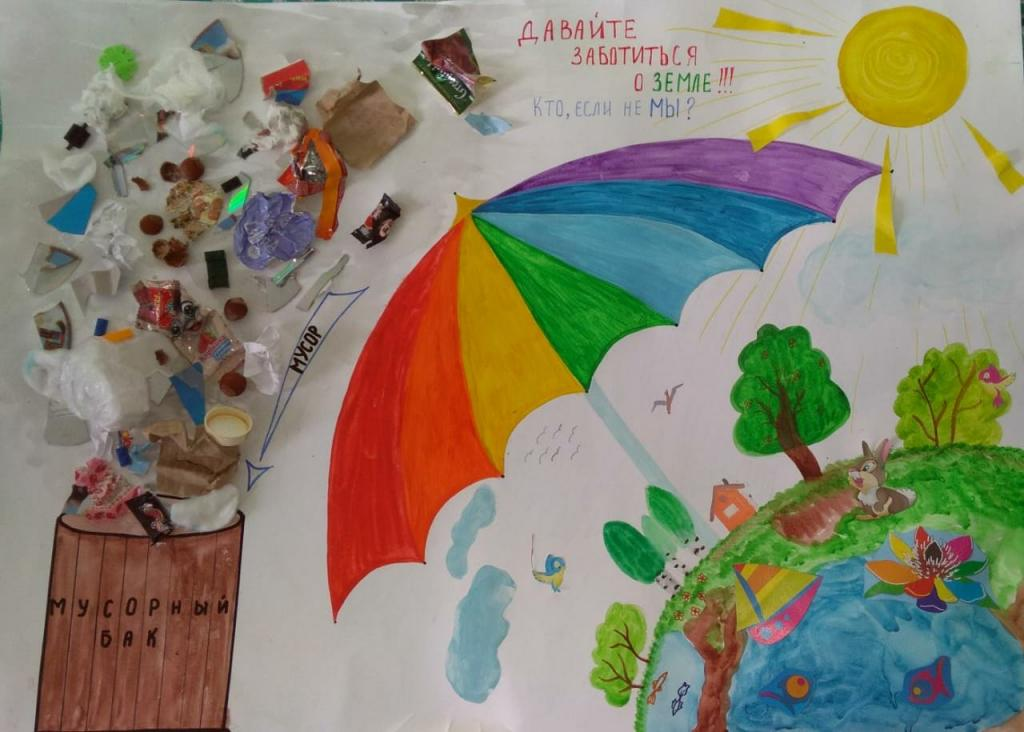 ДАВАЙТЕ
ЗАБОТИТЬСЯ
О ЗЕМЛЕ!!!
КТО, ЕСЛИ НЕ МЫ?
МУСОР
МУСОРНЫЙ
БАК